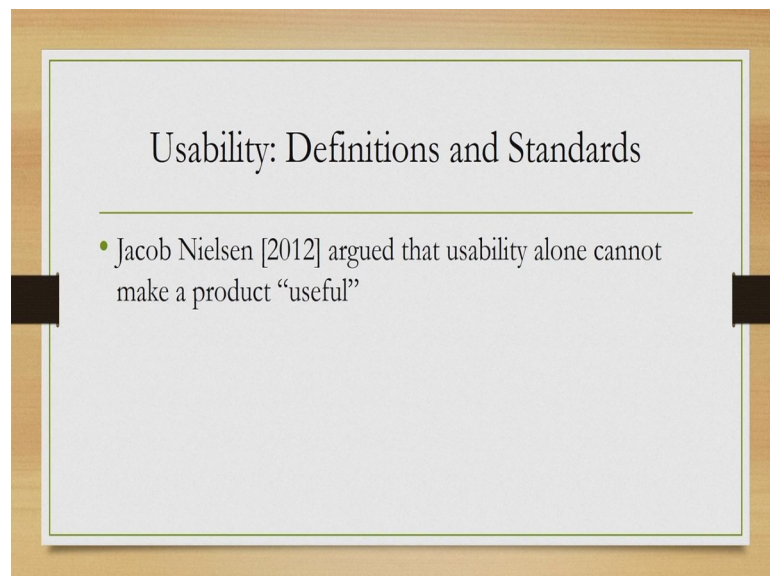 Usability: Definitions and Standards
• Jacob Nielsen [2012] argued that usability alone cannot
make a product “useful”